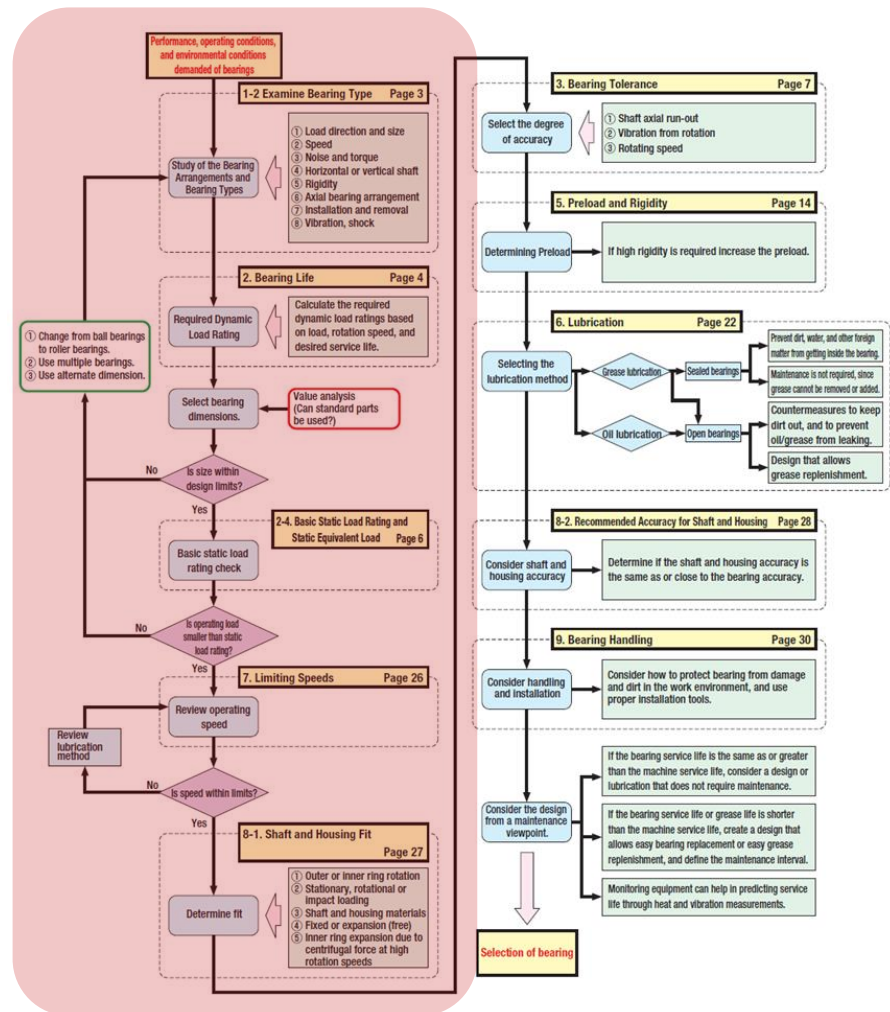 Performance, operating conditions,
and environmental conditions
demanded of bearings
1-2 Examine Bearing Type Page 3
Study of the Bearing
Arrangements and
Bearing Types
① Load direction and size
② Speed
③ Noise and torque
④ Horizontal or vertical shaft
⑤ Rigidity
⑥ Axial bearing arrangement
⑦ Installation and removal
⑧ Vibration, shock
2. Bearing Life Page 4
Required Dynamic
Load Rating
Calculate the required
dynamic load ratings based
on load, rotation speed, and
desired service life.
① Change from ball bearings
to roller bearings.
② Use multiple bearings.
③ Use alternate dimension.
Select bearing
dimensions.
Value analysis
(Can standard parts
be used?)
No
Is size within
design limits?
Yes
2-4. Basic Static Load Rating and
Static Equivalent Load Page 6
Basic static load
rating check
No
Is operating load
smaller than static
load rating?
Yes
7. Limiting Speeds Page 26
Review operating
speed
Review
lubrication
method
No
Is speed within limits?
Yes
8-1. Shaft and Housing Fit
Page 27
Determine fit
① Outer or inner ring rotation
② Stationary, rotational or
impact loading
③ Shaft and housing materials
④ Fixed or expansion (free)
⑤ Inner ring expansion due to
centrifugal force at high
rotation speeds
3. Bearing Tolerance Page 7
Select the degree
of accuracy
① Shaft axial run-out
② Vibration from rotation
③ Rotating speed
5. Preload and Rigidity Page 14
Determining Preload
If high rigidity is required increase the preload.
6. Lubrication Page 22
Selecting the
lubrication method
Grease lubrication
Sealed bearings
Prevent dirt, water, and other foreign
matter from getting inside the bearing.
Maintenance is not required, since
grease cannot be removed or added.
Oil lubrication
Open bearings
Countermeasures to keep
dirt out, and to prevent
oil/grease from leaking.
Design that allows
grease replenishment.
8-2. Recommended Accuracy for Shaft and Housing Page 28
Consider shaft and
housing accuracy
Determine if the shaft and housing accuracy is
the same as or close to the bearing accuracy.
9. Bearing Handling Page 30
Consider handling
and installation
Consider how to protect bearing from damage
and dirt in the work environment, and use
proper installation tools.
Consider the design
from a maintenance
viewpoint.
If the bearing service life is the same as or greater
than the machine service life, consider a design or
lubrication that does not require maintenance.
If the bearing service life or grease life is shorter
than the machine service life, create a design that
allows easy bearing replacement or easy grease
replenishment, and define the maintenance interval.
Monitoring equipment can help in predicting service
life through heat and vibration measurements.
Selection of bearing